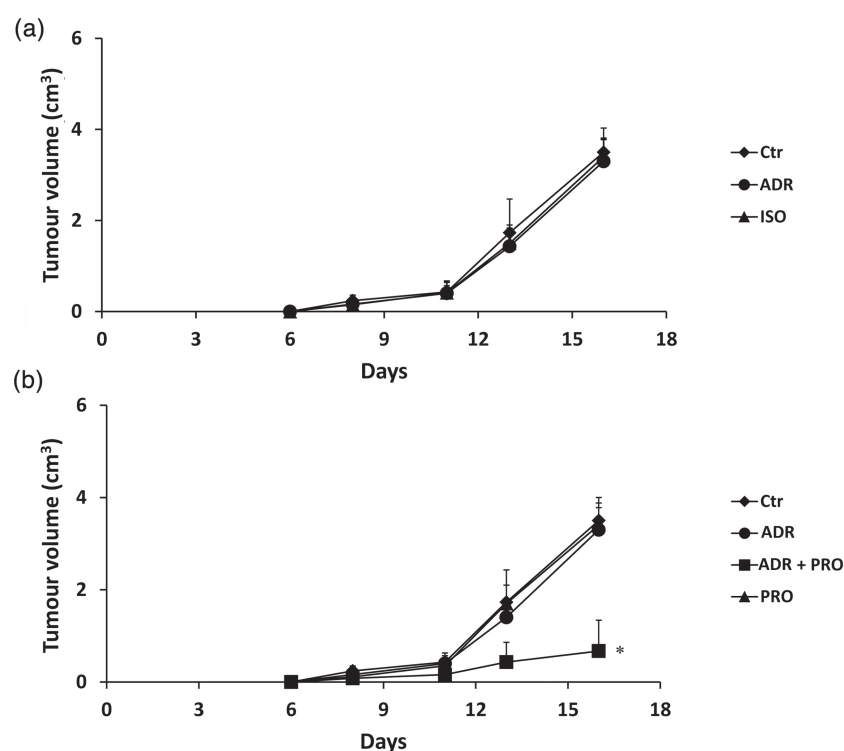 (a)
Tumour volume (cm³)
6
4
2
0
0 3 6 9 12 15 18
Days
Ctr
ADR
ISO
(b)
Tumour volume (cm³)
6
4
2
0
0 3 6 9 12 15 18
Days
Ctr
ADR
ADR + PRO
PRO
*